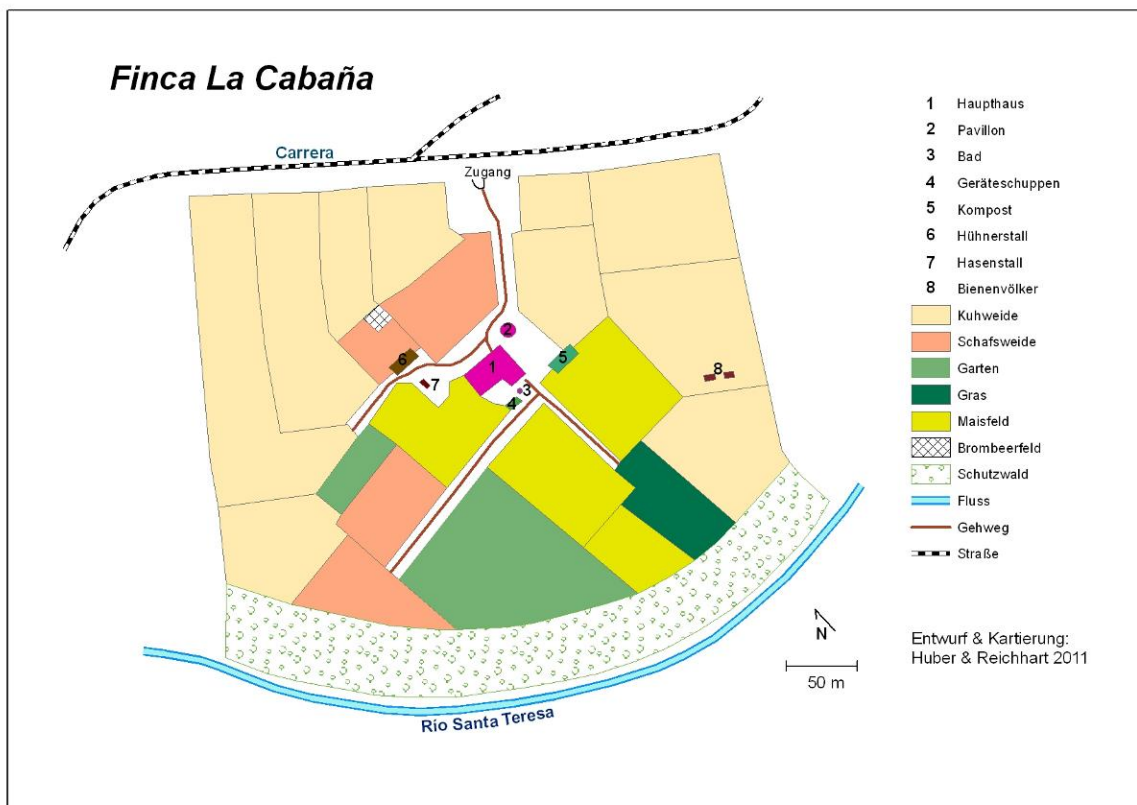 Finca La Cabaña
Carrera
Zugang
2
1
5
6
7
3
4
8
Río Santa Teresa
1 Haupthaus
2 Pavillon
3 Bad
4 Geräteschuppen
5 Kompost
6 Hühnerstall
7 Hasenstall
8 Bienenvölker
Kuhweide
Schafsweide
Garten
Gras
Maisfeld
Brombeerfeld
Schutzwald
Fluss
Gehweg
Straße
N
50 m
Entwurf & Kartierung:
Huber & Reichhart 2011